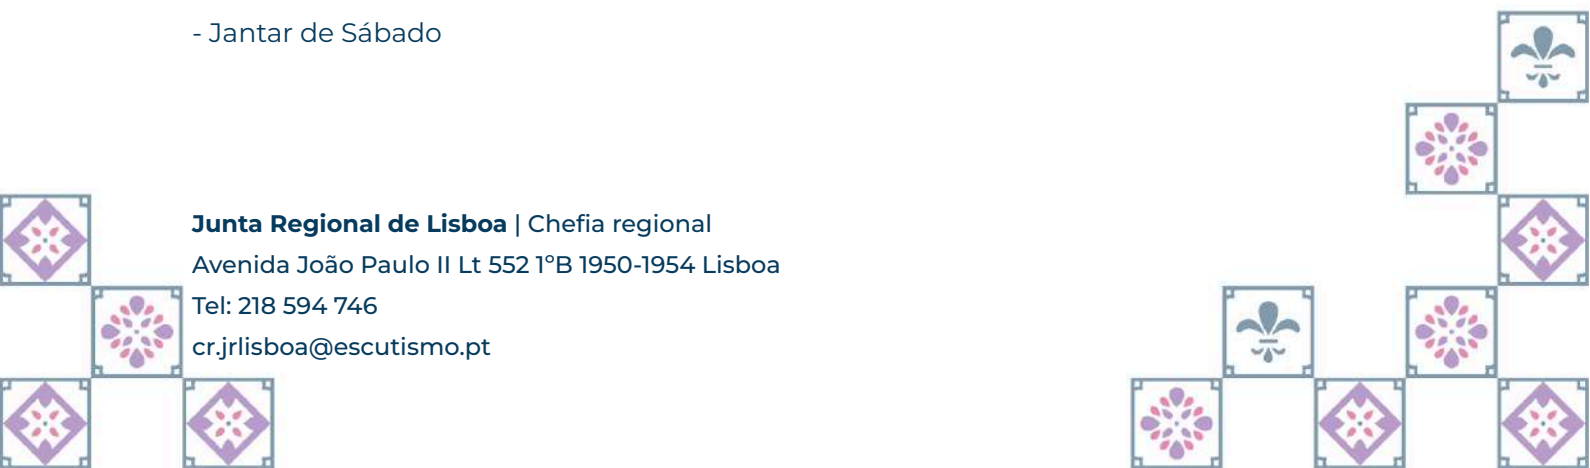 - Jantar de Sábado
Junta Regional de Lisboa | Chefia regional
Avenida João Paulo II Lt 552 1ºB 1950-1954 Lisboa
Tel: 218 594 746
cr.jrlisboa@escutismo.pt